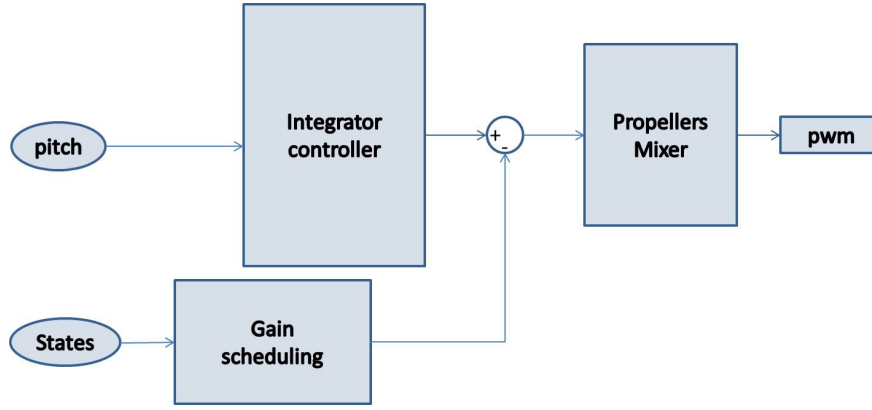 pitch
Integrator
controller
+
-
Propellers
Mixer
pwm
States
Gain
scheduling